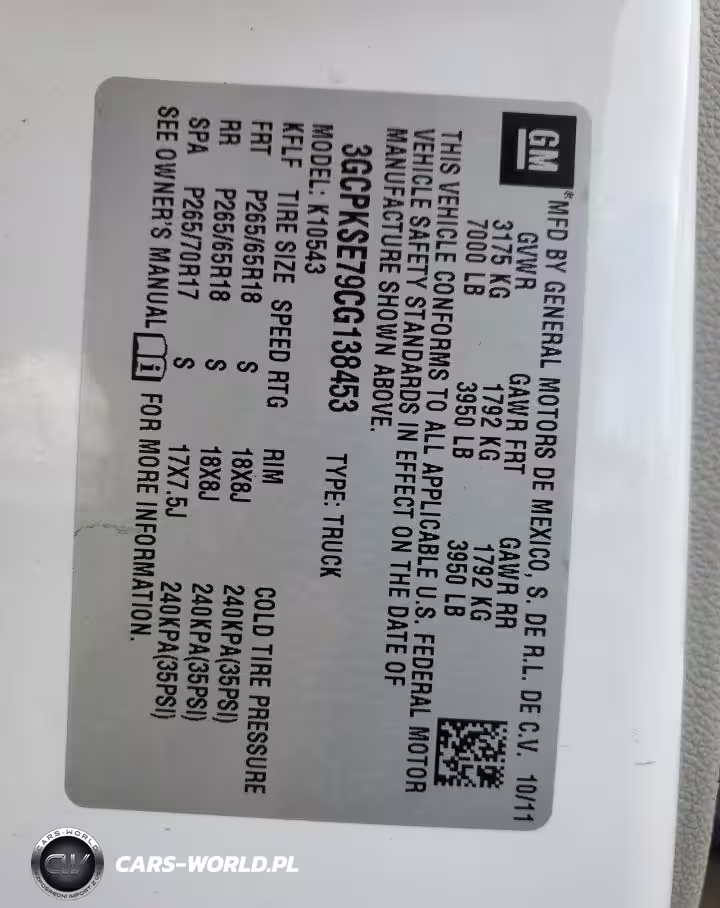 GM
® MFD BY GENERAL MOTORS DE MEXICO, S. DE R.L. DE C.V. 10/11
GVWR GAWR FRT GAWR RR
3175 KG 1792 KG 1792 KG
7000 LB 3950 LB 3950 LB
THIS VEHICLE CONFORMS TO ALL APPLICABLE U.S. FEDERAL MOTOR
VEHICLE SAFETY STANDARDS IN EFFECT ON THE DATE OF
MANUFACTURE SHOWN ABOVE.
3GCPKSE79CG138453 TYPE: TRUCK
MODEL: K10543
KFLF TIRE SIZE SPEED RTG RIM COLD TIRE PRESSURE
FRT P265/65R18 S 18X8J 240KPA(35PSI)
RR P265/65R18 S 18X8J 240KPA(35PSI)
SPA P265/70R17 S 17X7.5J 240KPA(35PSI)
SEE OWNER'S MANUAL i FOR MORE INFORMATION.
CARS-WORLD
CW
CARS-WORLD.PL